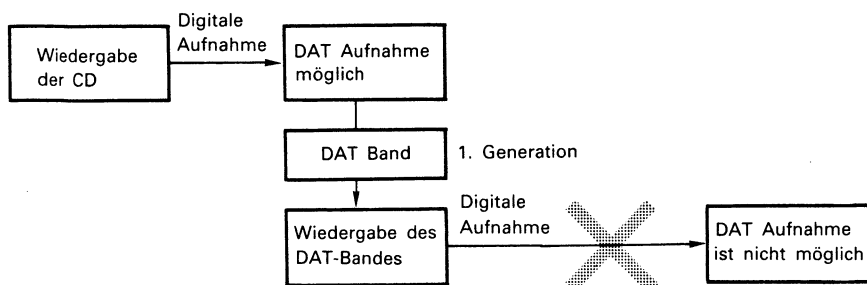 Wiedergabe
der CD
Digitale
Aufnahme
DAT Aufnahme
möglich
DAT Band
1. Generation
Wiedergabe des
DAT-Bandes
Digitale
Aufnahme
DAT Aufnahme
ist nicht möglich